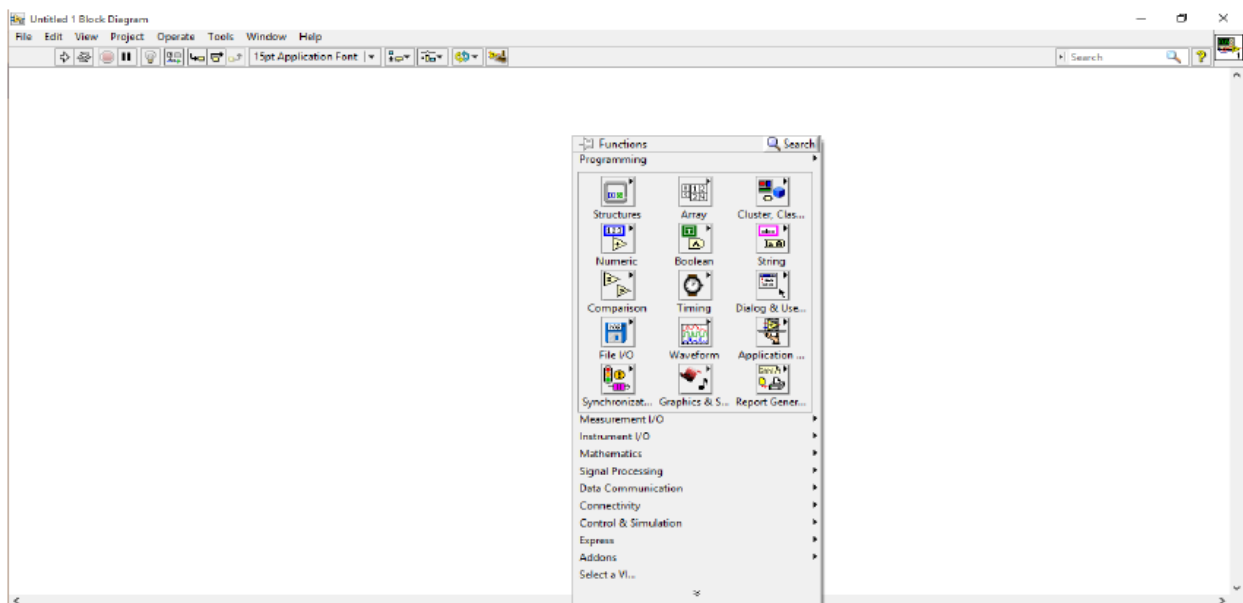 Untitled 1 Block Diagram
File Edit View Project Operate Tools Window Help
15pt Application Font
Search
Functions Search
Programming
Structures Array Cluster, Clas...
Numeric Boolean String
Comparison Timing Dialog & Use...
File I/O Waveform Application ...
Synchronizat... Graphics & S... Report Gener...
Measurement I/O
Instrument I/O
Mathematics
Signal Processing
Data Communication
Connectivity
Control & Simulation
Express
Addons
Select a VI...